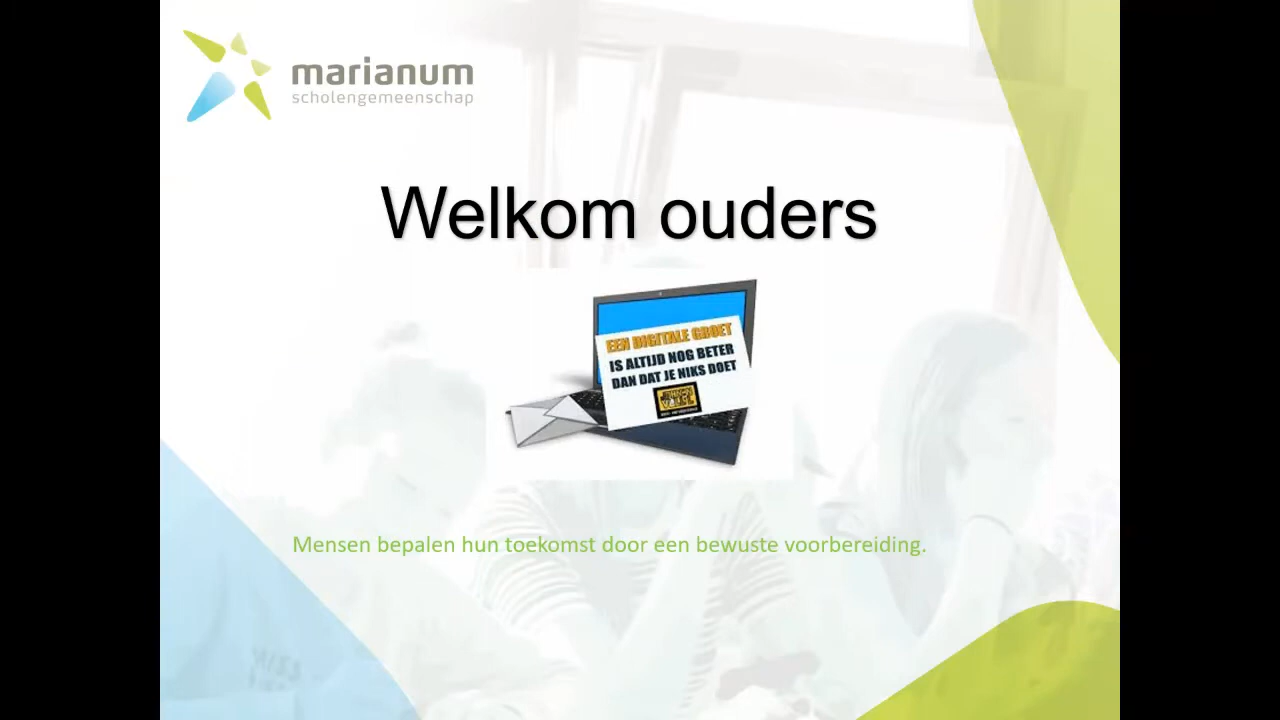 marianum
scholengemeenschap
Welkom ouders
EEN DIGITALE GROET
IS ALTIJD NOG BETER
DAN DAT JE NIKS DOET
Mensen bepalen hun toekomst door een bewuste voorbereiding.